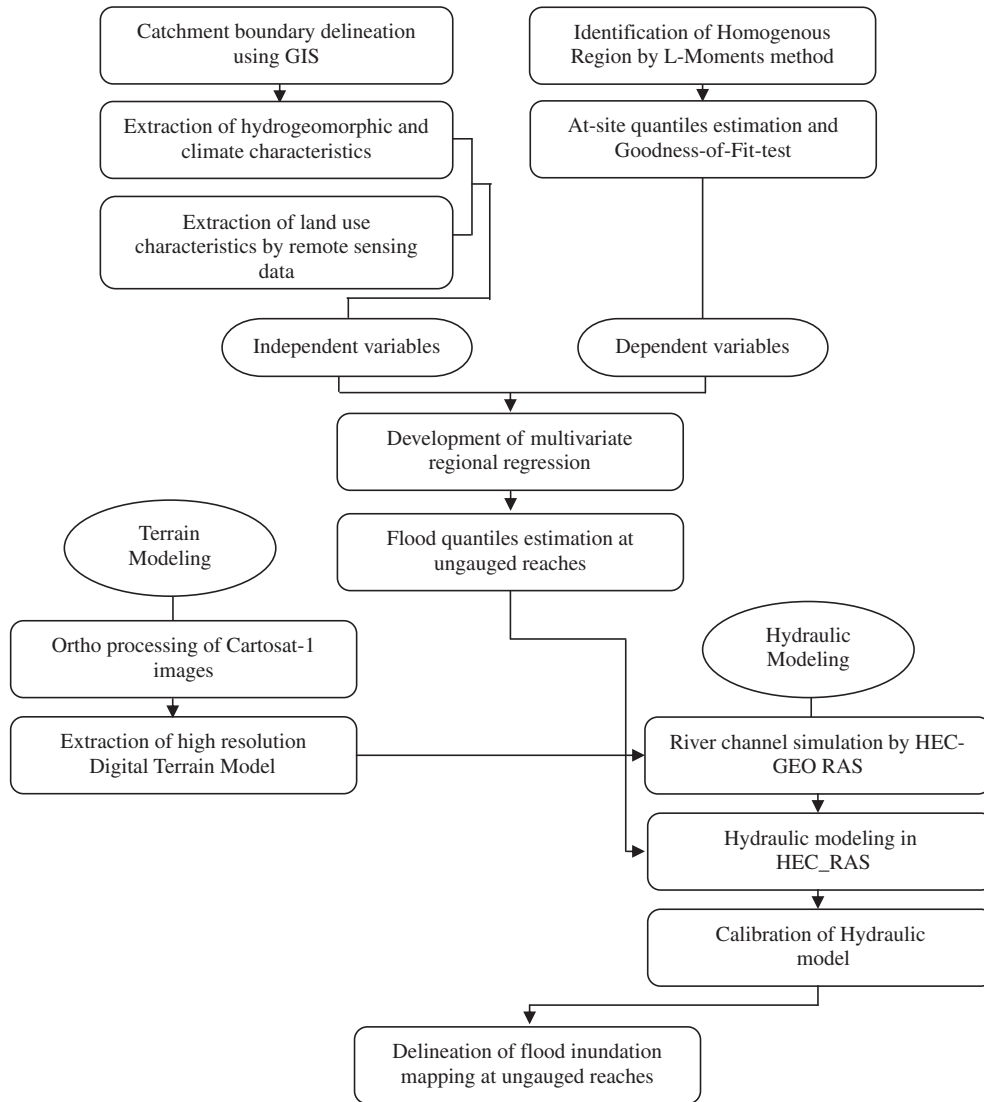 Catchment boundary delineation
using GIS
Identification of Homogenous
Region by L-Moments method
Extraction of hydrogeomorphic and
climate characteristics
At-site quantiles estimation and
Goodness-of-Fit-test
Extraction of land use
characteristics by remote sensing
data
Independent variables
Dependent variables
Development of multivariate
regional regression
Terrain
Modeling
Flood quantiles estimation at
ungauged reaches
Ortho processing of Cartosat-1
images
Hydraulic
Modeling
Extraction of high resolution
Digital Terrain Model
River channel simulation by HEC-
GEO RAS
Hydraulic modeling in
HEC_RAS
Calibration of Hydraulic
model
Delineation of flood inundation
mapping at ungauged reaches